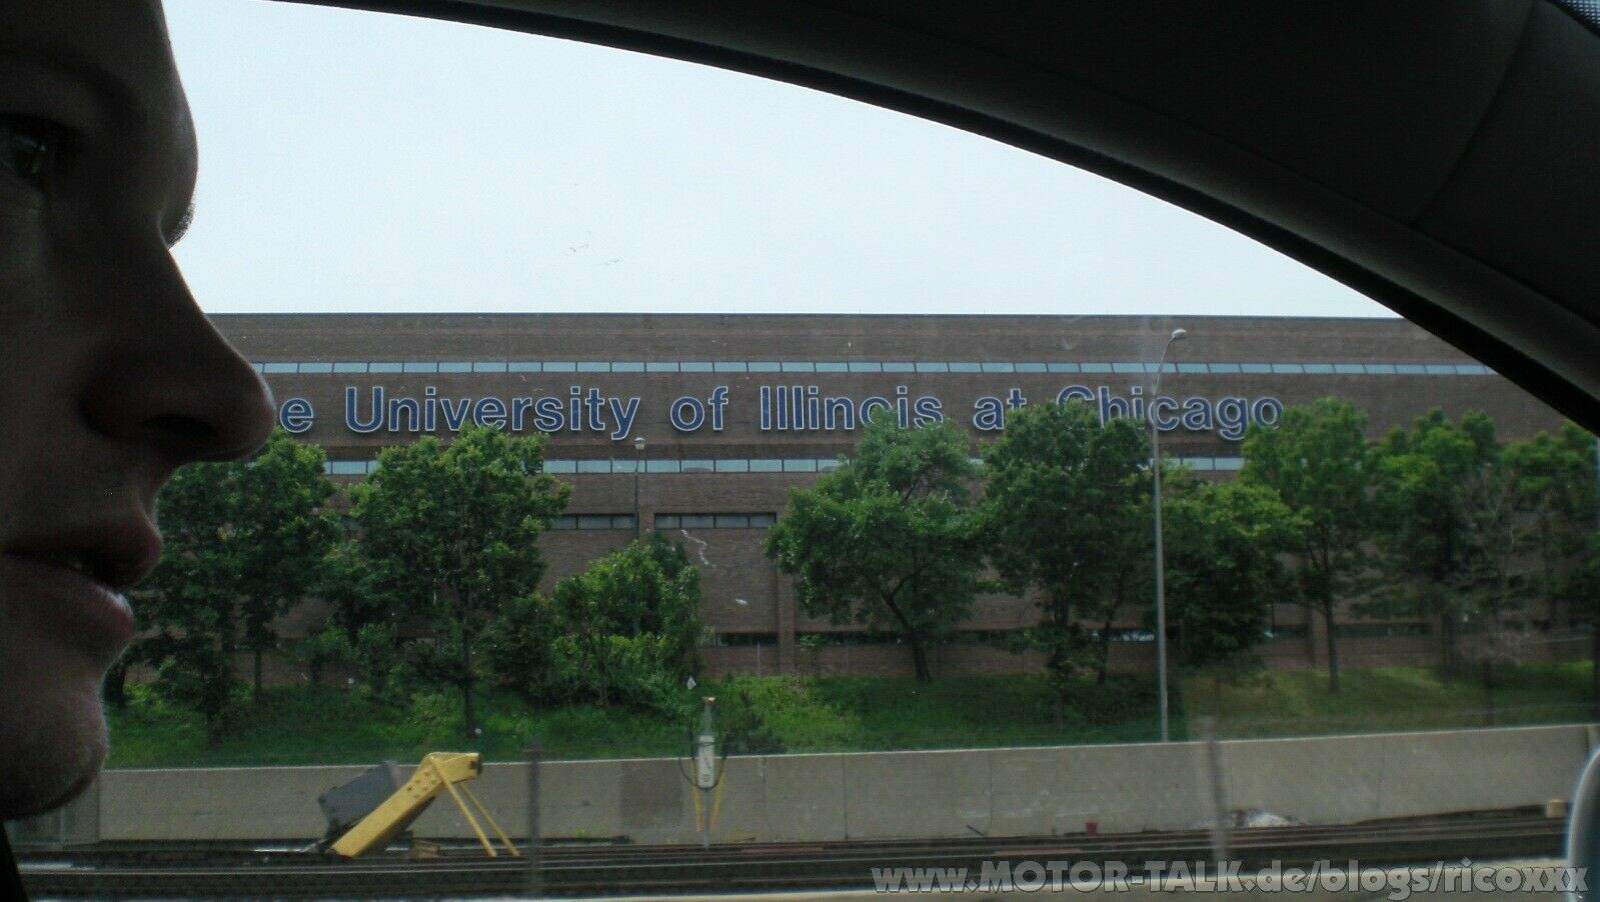 e University of Illinois at Chicago
www.MOTOR-TALK.de/blogs/ricoxxx